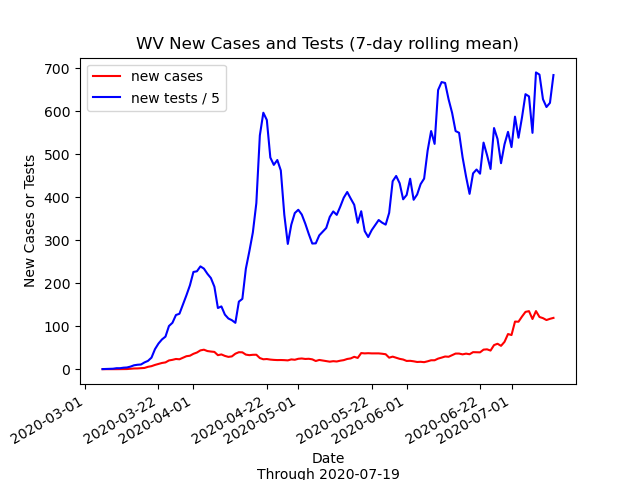 WV New Cases and Tests (7-day rolling mean)
new cases
new tests / 5
New Cases or Tests
700
600
500
400
300
200
100
0
2020-03-01
2020-03-22
2020-04-01
2020-04-22
2020-05-01
2020-05-22
2020-06-01
2020-06-22
2020-07-01
Date
Through 2020-07-19